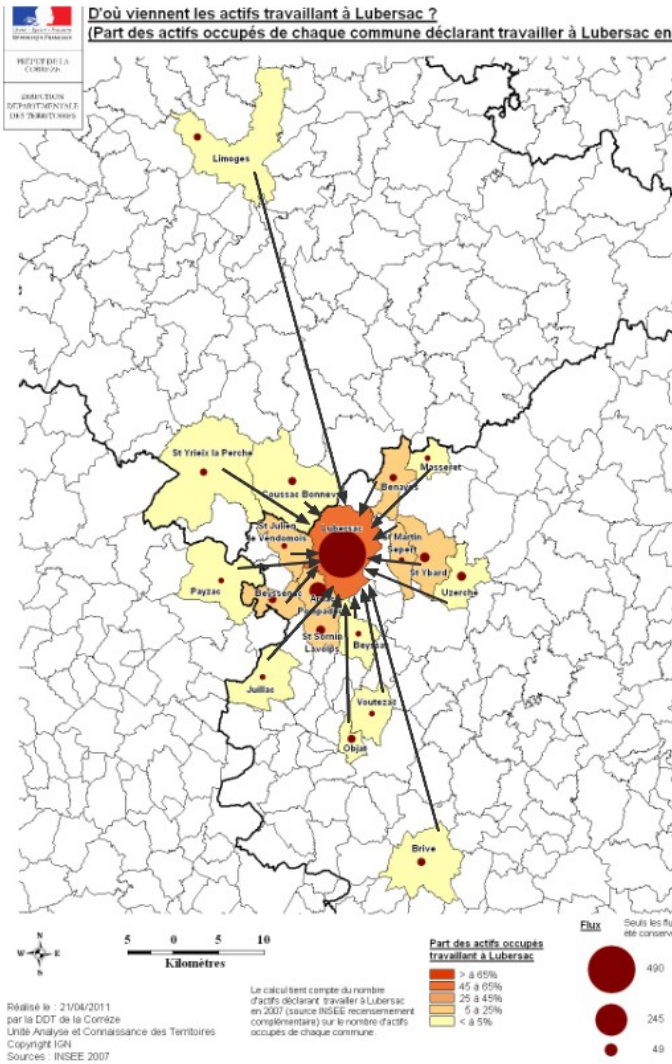 D'où viennent les actifs travaillant à Lubersac ?
(Part des actifs occupés de chaque commune déclarant travailler à Lubersac en
PRÉFET DE LA
CORRÈZE
DIRECTION
DÉPARTEMENTALE
DES TERRITOIRES
Limoges
St Yrieix la Perche
Masseret
Benayes
Coussac Bonnev
St Julien
le Vendomois
Lubersac
St Martin
Sepert
St Ybard
Payzac
Uzerche
Beyssenac
Pompadour
St Sornin
Lavolps
Beyssac
Juillac
Voutezac
Objat
Brive
N
W E
S
5 0 5 10
Kilomètres
Réalisé le : 21/04/2011
par la DDT de la Corrèze
Unité Analyse et Connaissance des Territoires
Copyright IGN
Sources : INSEE 2007
Le calcul tient compte du nombre
d'actifs déclarant travailler à Lubersac
en 2007 (source INSEE recensement
complémentaire) sur le nombre d'actifs
occupés de chaque commune.
Part des actifs occupés
travaillant à Lubersac
> à 65%
45 à 65%
25 à 45%
5 à 25%
< à 5%
Flux
Seuls les flu
été conserv
490
245
49